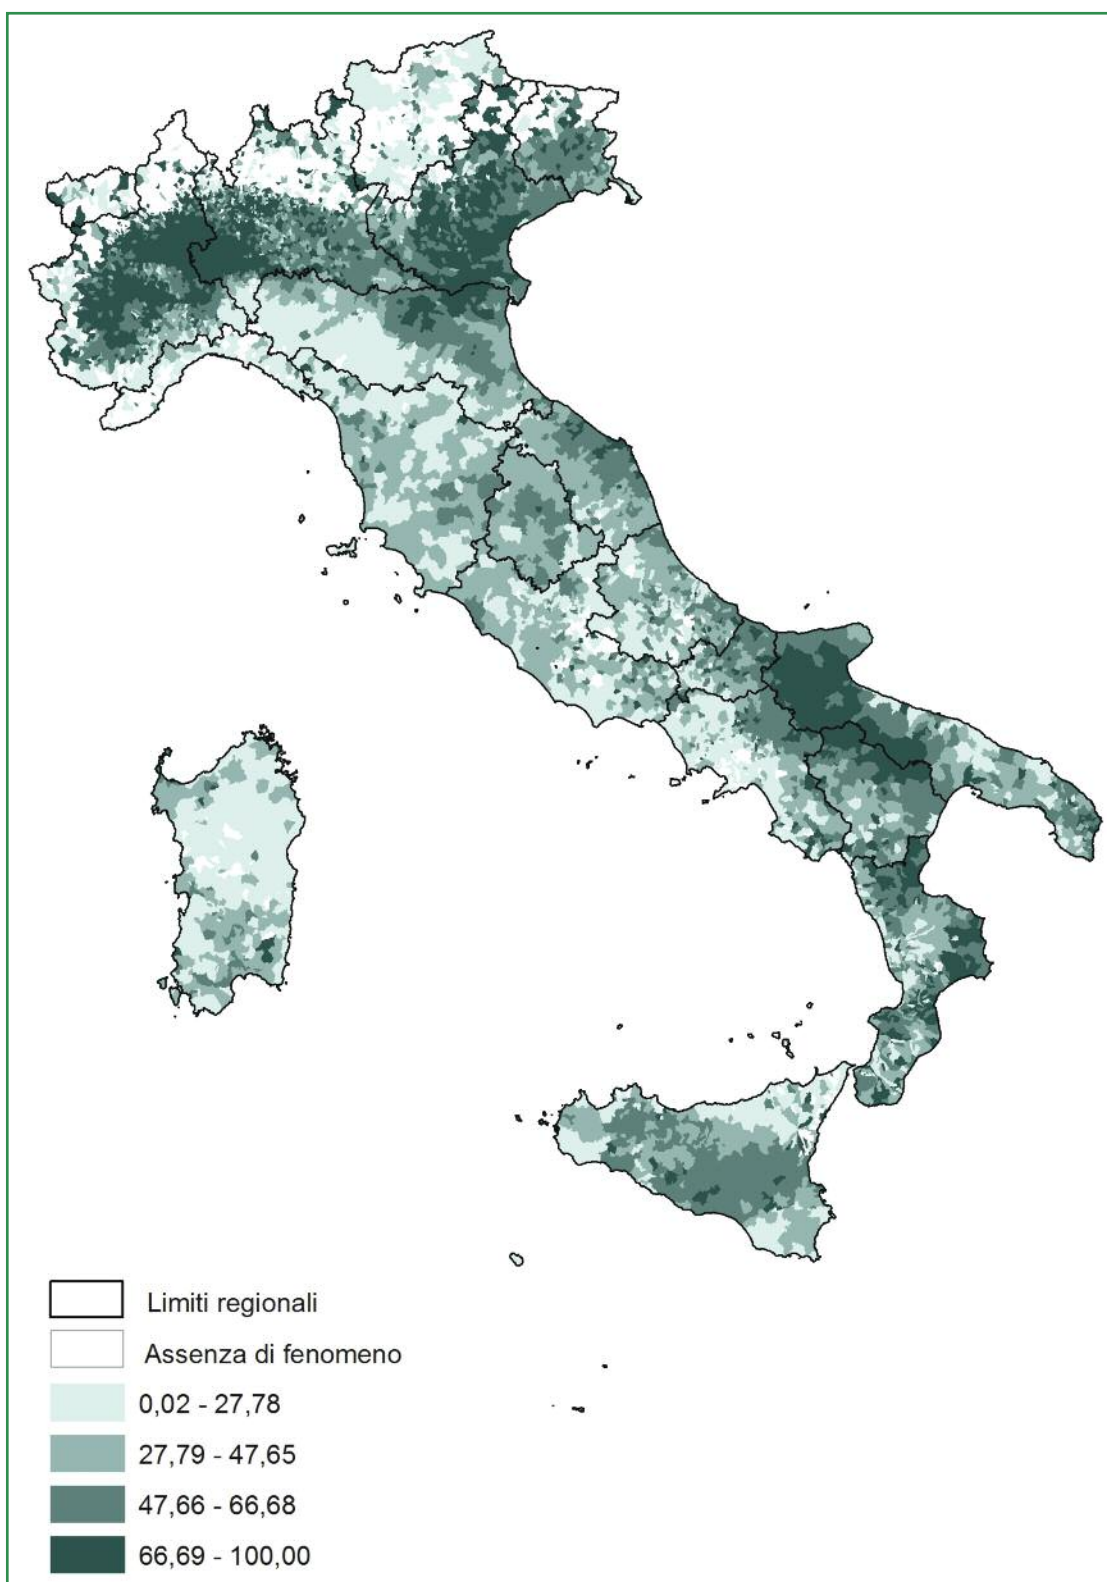 Limiti regionali
Assenza di fenomeno
0,02 - 27,78
27,79 - 47,65
47,66 - 66,68
66,69 - 100,00